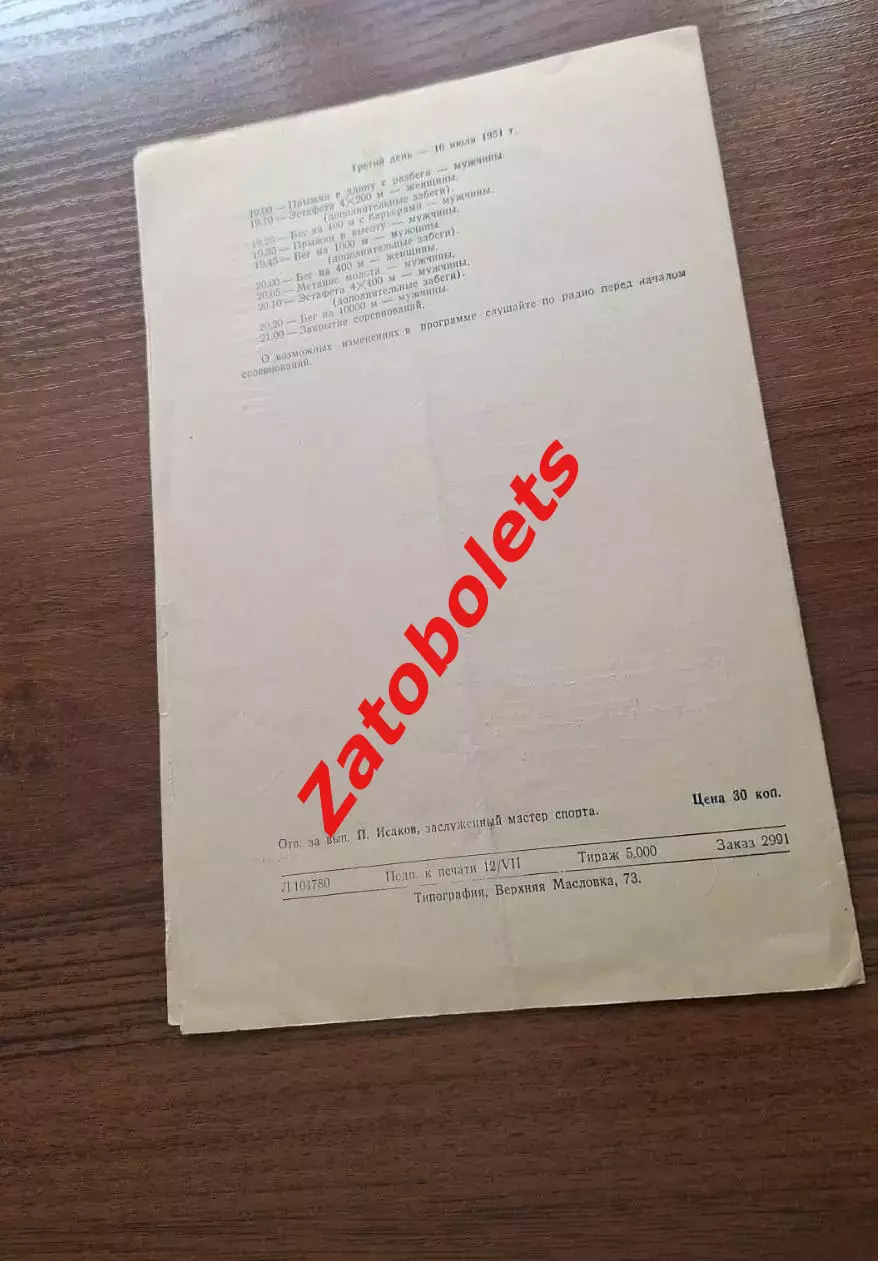 Третий день — 16 июля 1951 г.
19.00 — Прыжки в длину с разбега — мужчины.
19.10 — Эстафета 4×200 м — женщины.
(дополнительные забеги).
19.25 — Бег на 400 м с барьерами — мужчины.
19.30 — Прыжки в высоту — мужчины.
19.45 — Бег на 1000 м — мужчины.
(дополнительные забеги).
20.00 — Бег на 400 м — женщины.
20.05 — Метание молота — мужчины.
20.10 — Эстафета 4×400 м — мужчины.
(дополнительные забеги).
20.20 — Бег на 10000 м — мужчины.
21.00 — Закрытие соревнований.
О возможных изменениях в программе слушайте по радио перед началом
соревнований.
Zatobolets
Цена 30 коп.
Отв. за вып. П. Исаков, заслуженный мастер спорта.
Л 104780 Подп. к печати 12/VII Тираж 5.000 Заказ 2991
Типография, Верхняя Масловка, 73.